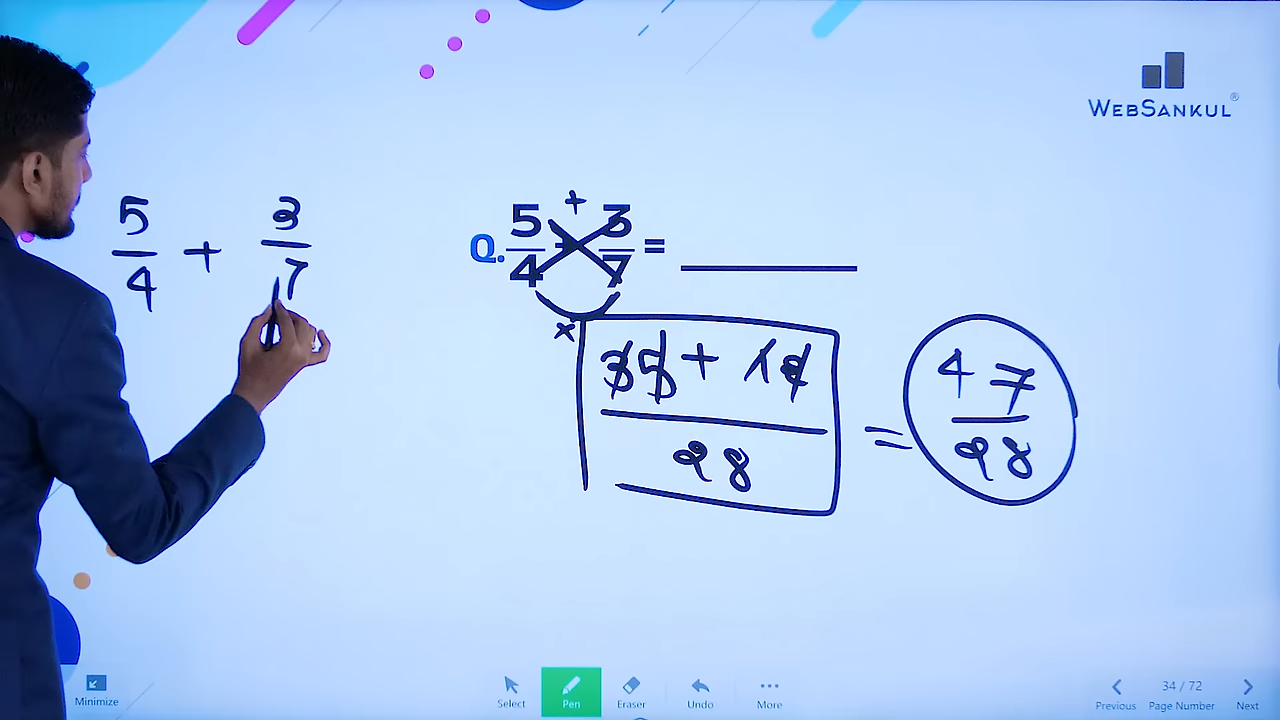 WEBSANKUL®
5/4 + 3/7
+
Q. 5/4 + 3/7 = ________
x
35 + 12
28
= 47/28
Minimize
Select Pen Eraser Undo More
Previous 34 / 72 Page Number Next